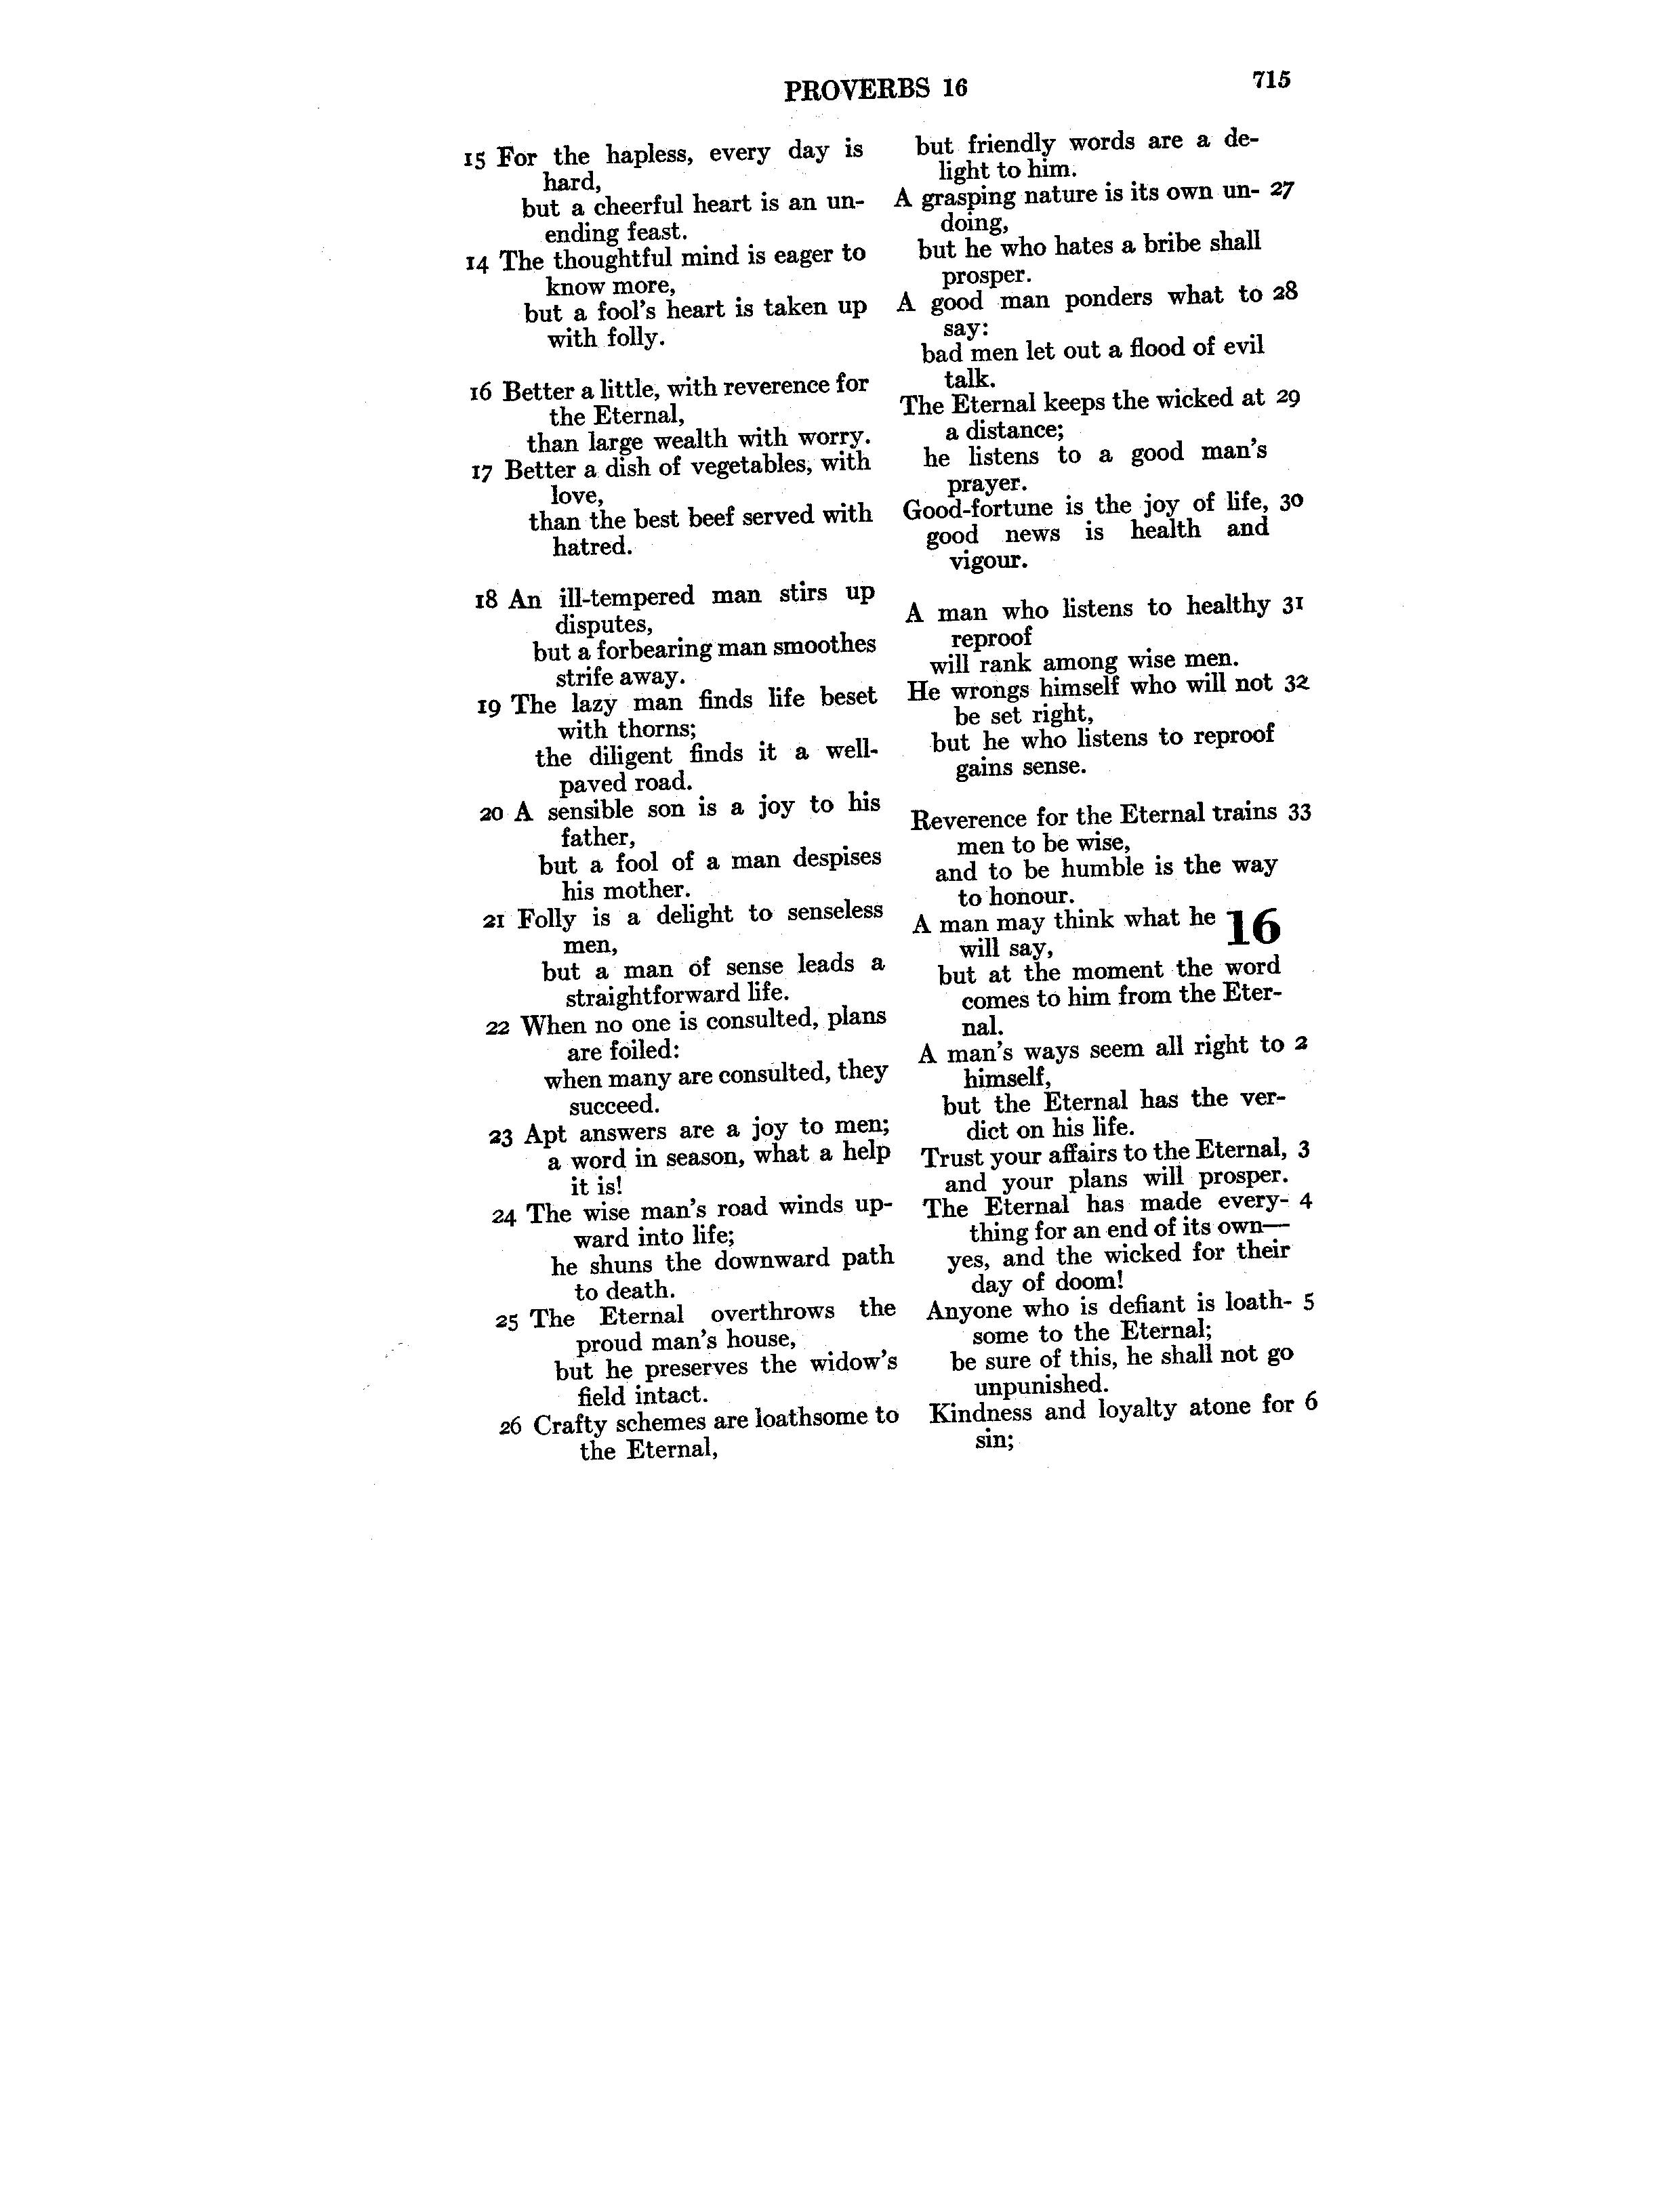 PROVERBS 16
715
15 For the hapless, every day is
hard,
but a cheerful heart is an un-
ending feast.
14 The thoughtful mind is eager to
know more,
but a fool's heart is taken up
with folly.
16 Better a little, with reverence for
the Eternal,
than large wealth with worry.
17 Better a dish of vegetables, with
love,
than the best beef served with
hatred.
18 An ill-tempered man stirs up
disputes,
but a forbearing man smoothes
strife away.
19 The lazy man finds life beset
with thorns;
the diligent finds it a well-
paved road.
20 A sensible son is a joy to his
father,
but a fool of a man despises
his mother.
21 Folly is a delight to senseless
men,
but a man of sense leads a
straightforward life.
22 When no one is consulted, plans
are foiled:
when many are consulted, they
succeed.
23 Apt answers are a joy to men;
a word in season, what a help
it is!
24 The wise man's road winds up-
ward into life;
he shuns the downward path
to death.
25 The Eternal overthrows the
proud man's house,
but he preserves the widow's
field intact.
26 Crafty schemes are loathsome to
the Eternal,
but friendly words are a de-
light to him.
A grasping nature is its own un- 27
doing,
but he who hates a bribe shall
prosper.
A good man ponders what to 28
say:
bad men let out a flood of evil
talk.
The Eternal keeps the wicked at 29
a distance;
he listens to a good man's
prayer.
Good-fortune is the joy of life, 30
good news is health and
vigour.
A man who listens to healthy 31
reproof
will rank among wise men.
He wrongs himself who will not 32
be set right,
but he who listens to reproof
gains sense.
Reverence for the Eternal trains 33
men to be wise,
and to be humble is the way
to honour.
A man may think what he 16
will say,
but at the moment the word
comes to him from the Eter-
nal.
A man's ways seem all right to 2
himself,
but the Eternal has the ver-
dict on his life.
Trust your affairs to the Eternal, 3
and your plans will prosper.
The Eternal has made every- 4
thing for an end of its own—
yes, and the wicked for their
day of doom!
Anyone who is defiant is loath- 5
some to the Eternal;
be sure of this, he shall not go
unpunished.
Kindness and loyalty atone for 6
sin;